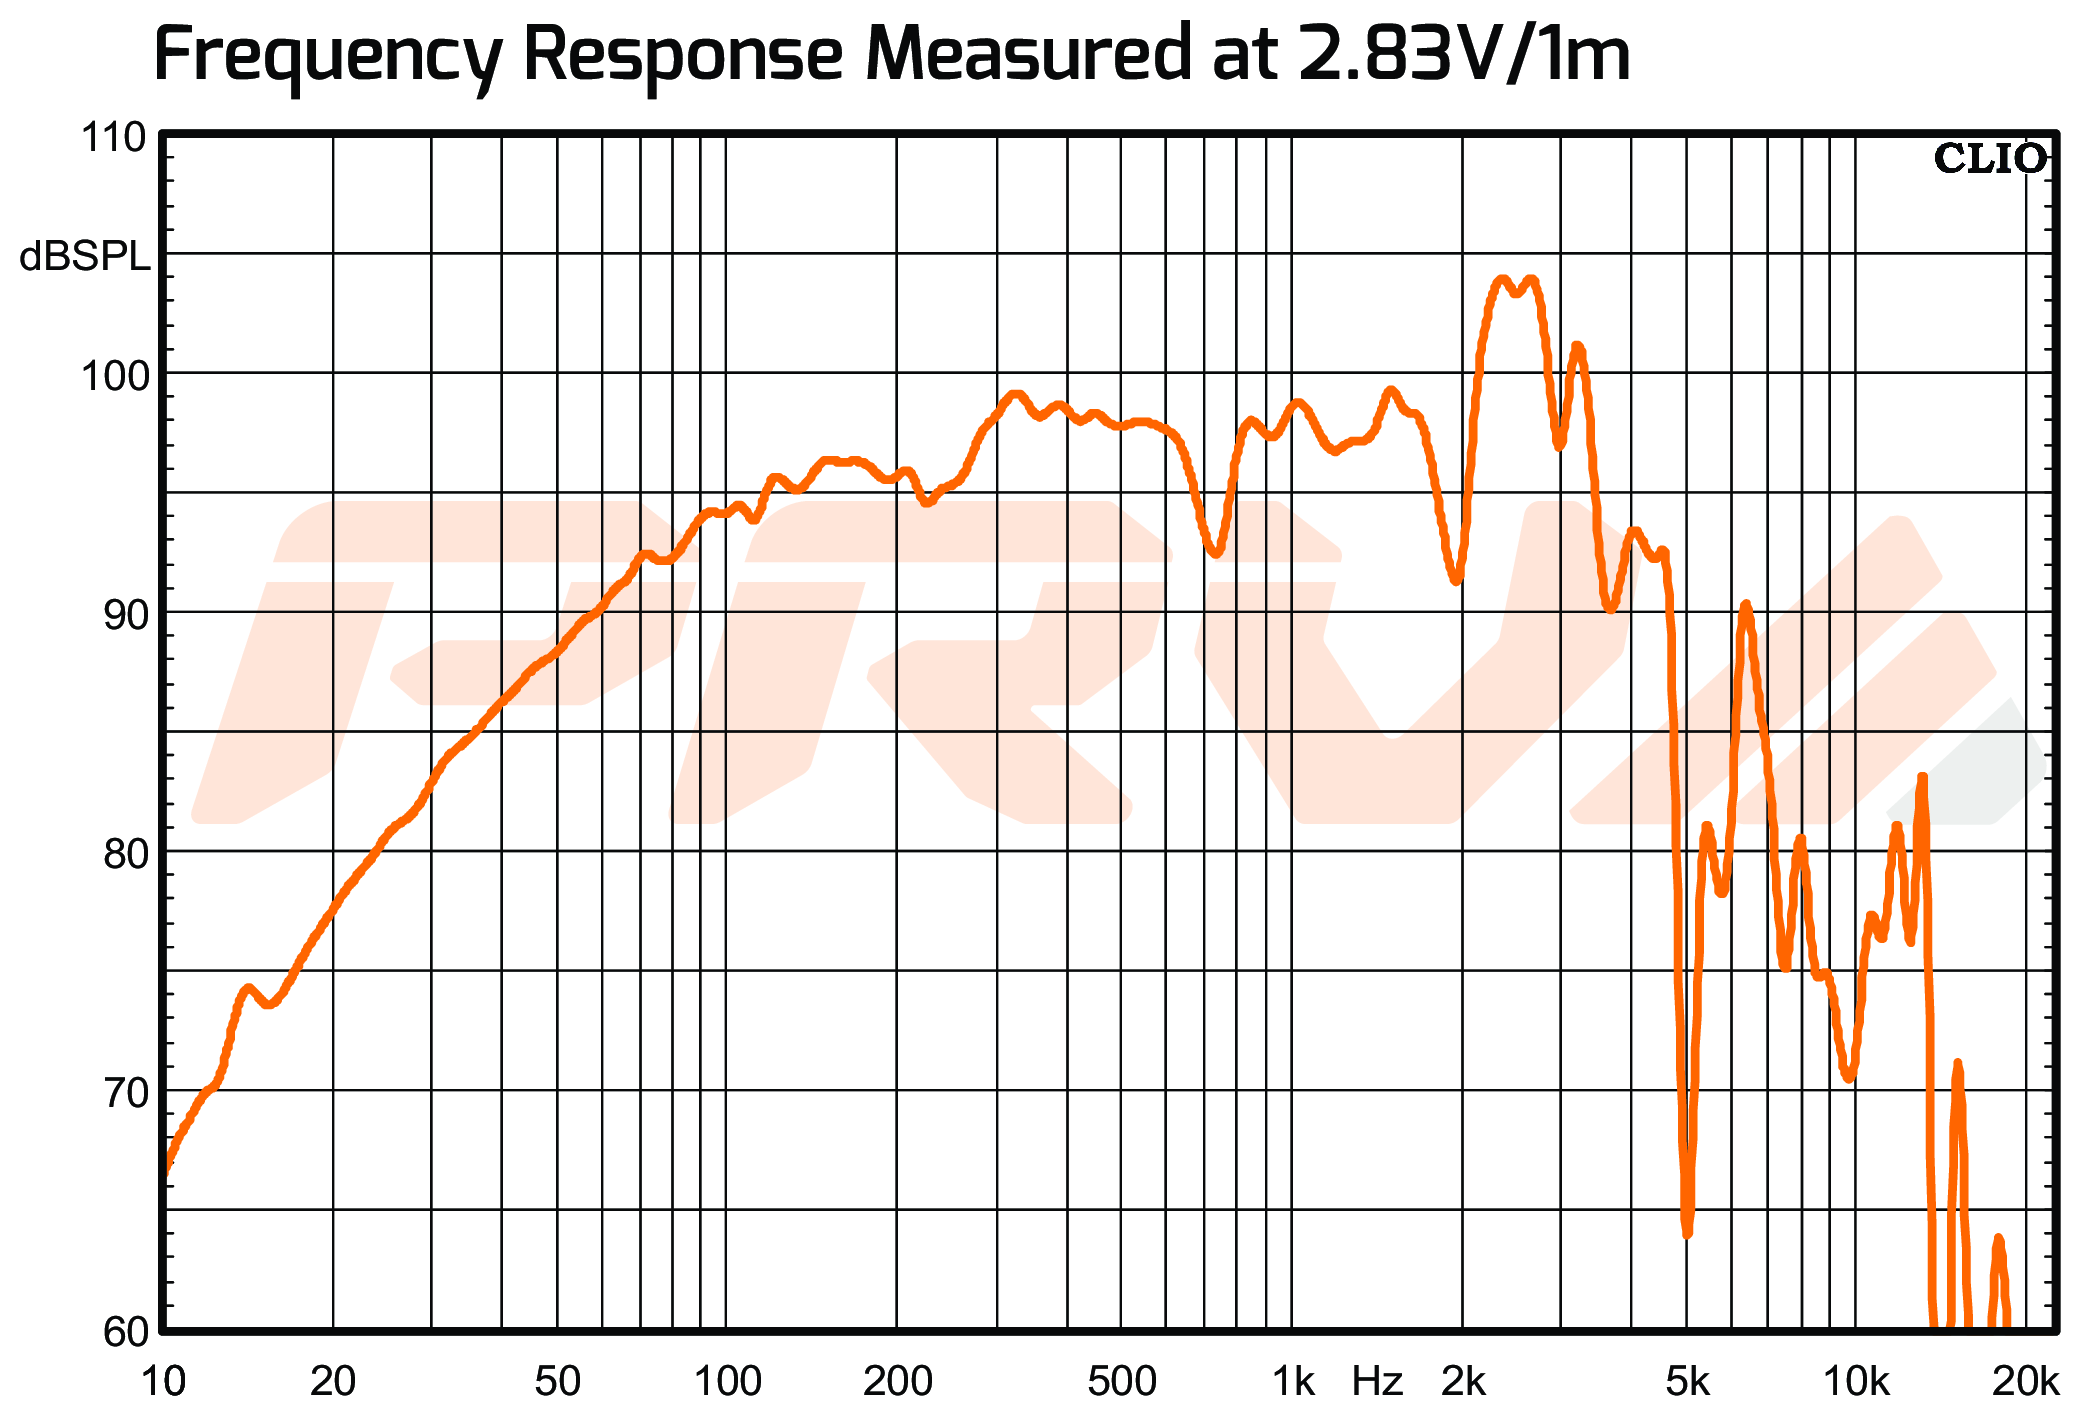 Frequency Response Measured at 2.83V/1m
110
CLIO
dBSPL
100
90
PRV
80
70
60
10 20 50 100 200 500 1k Hz 2k 5k 10k 20k